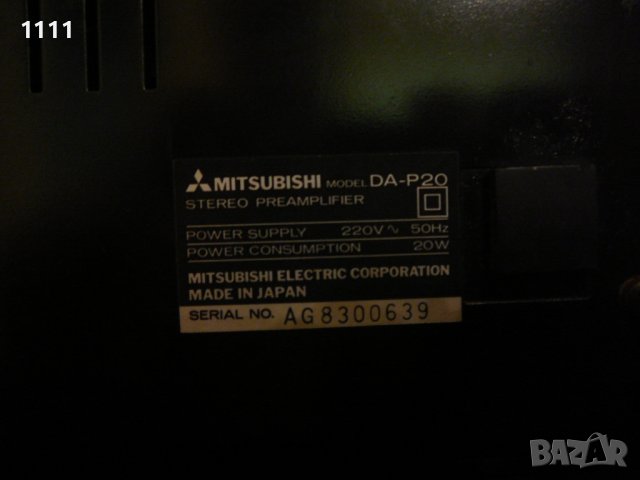 1111
MITSUBISHI MODEL DA-P20
STEREO PREAMPLIFIER
POWER SUPPLY 220V∿ 50Hz
POWER CONSUMPTION 20W
MITSUBISHI ELECTRIC CORPORATION
MADE IN JAPAN
SERIAL NO. AG8300639
BAZAR
bg